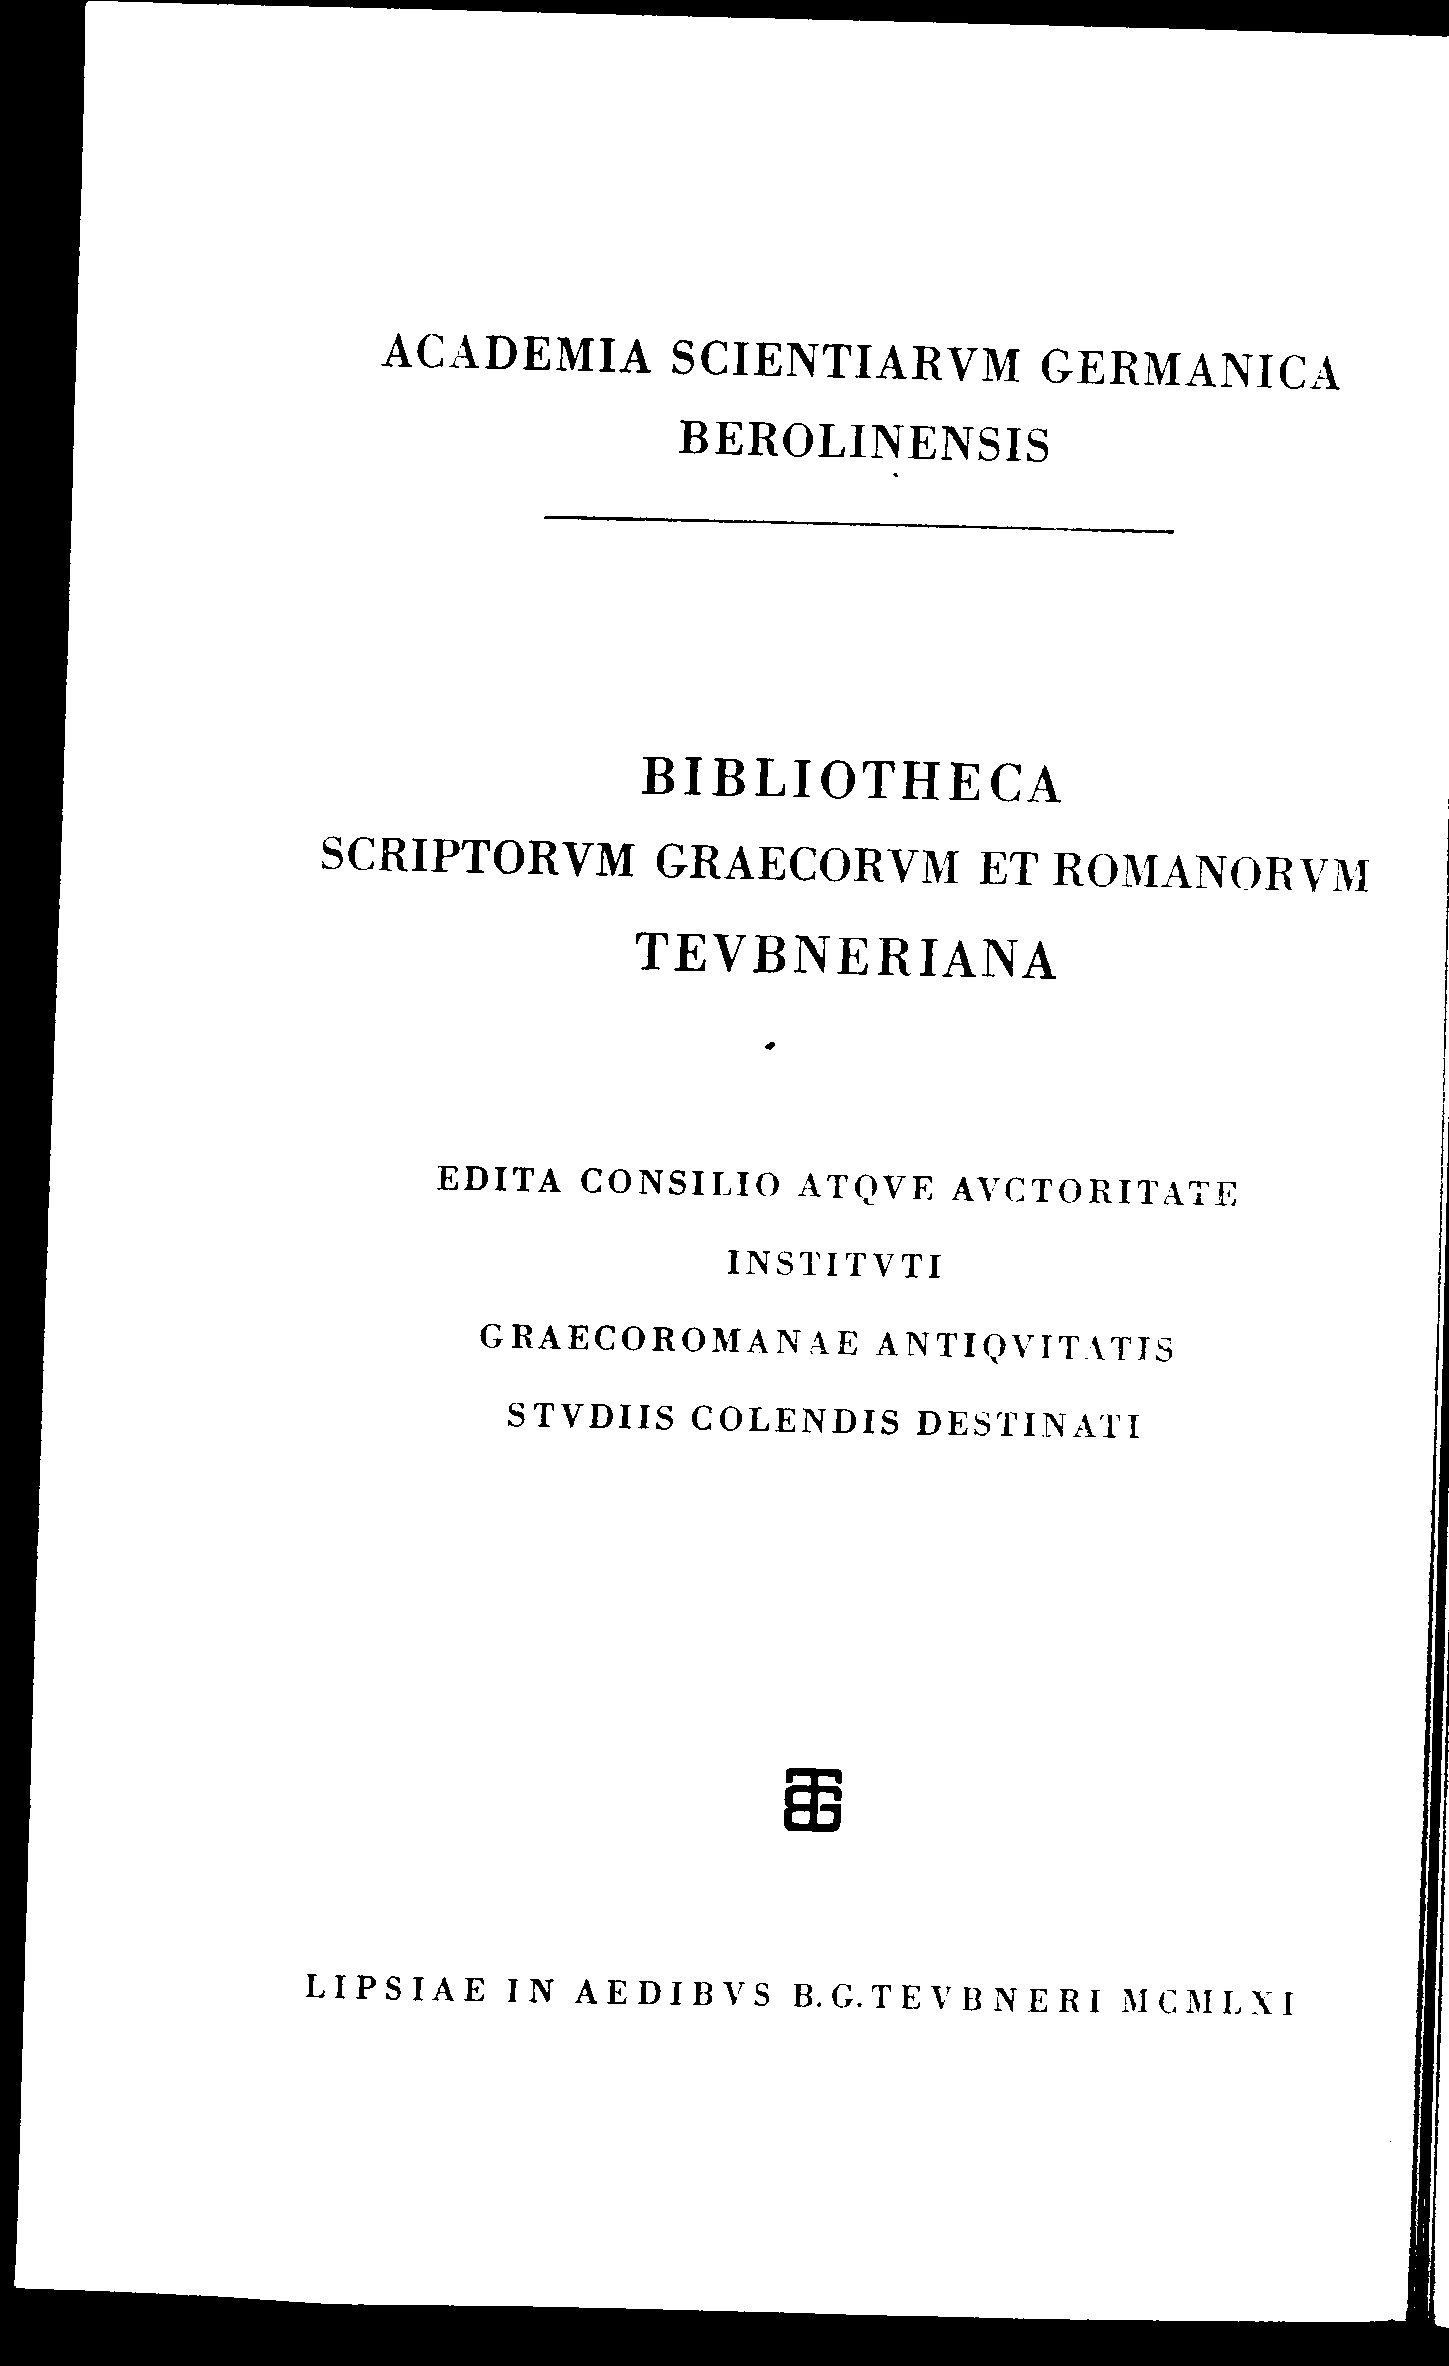 ACADEMIA SCIENTIARVM GERMANICA
BEROLINENSIS
BIBLIOTHECA
SCRIPTORVM GRAECORVM ET ROMANORVM
TEVBNERIANA
EDITA CONSILIO ATQVE AVCTORITATE
INSTITVTI
GRAECOROMANAE ANTIQVITATIS
STVDIIS COLENDIS DESTINATI
BTG
LIPSIAE IN AEDIBVS B.G.TEVBNERI MCMLXI